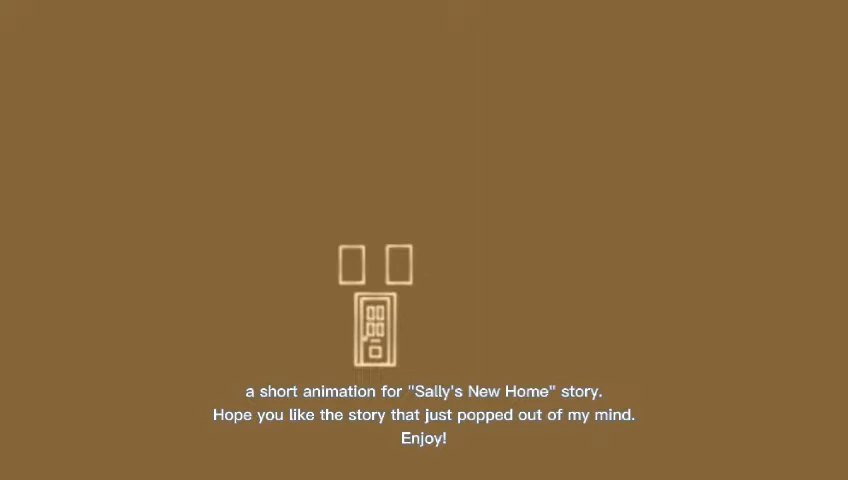 a short animation for "Sally's New Home" story.
Hope you like the story that just popped out of my mind.
Enjoy!